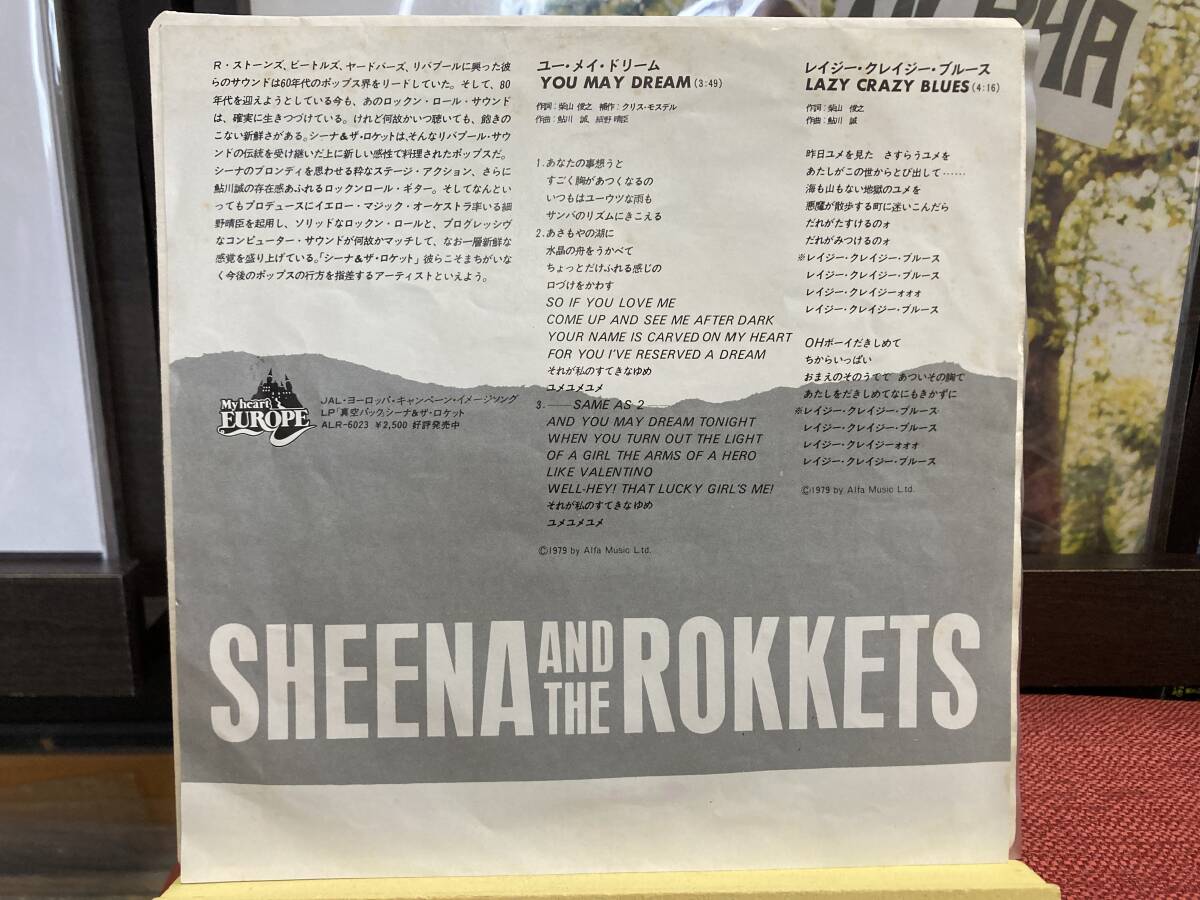 ALPHA
R・ストーンズ、ビートルズ、ヤードバーズ、リバプールに興った彼
らのサウンドは60年代のポップス界をリードしていた。そして、80
年代を迎えようとしている今も、あのロックン・ロール・サウンド
は、確実に生きつづけている。けれど何故かいつ聴いても、飽きの
こない新鮮さがある。シーナ&ザ・ロケットは、そんなリバプール・サウ
ンドの伝統を受け継いだ上に新しい感性で料理されたポップスだ。
シーナのブロンディを思わせる粋なステージ・アクション、さらに
鮎川誠の存在感あふれるロックンロール・ギター。そしてなんとい
ってもプロデュースにイエロー・マジック・オーケストラ率いる細
野晴臣を起用し、ソリッドなロックン・ロールと、プログレッシヴ
なコンピューター・サウンドが何故かマッチして、なお一層新鮮な
感覚を盛り上げている。「シーナ&ザ・ロケット」彼らこそまちがいな
く今後のポップスの行方を指差するアーティストといえよう。
My heart
EUROPE
JAL・ヨーロッパ・キャンペーン・イメージソング
LP「真空パック」シーナ&ザ・ロケット
ALR-6023 ¥2,500 好評発売中
ユー・メイ・ドリーム
YOU MAY DREAM (3:49)
作詞:柴山 俊之 補作:クリス・モスデル
作曲:鮎川 誠、細野晴臣
1.あなたの事想うと
すごく胸があつくなるの
いつもはユーウツな雨も
サンバのリズムにきこえる
2.あさもやの湖に
水晶の舟をうかべて
ちょっとだけふれる感じの
口づけをかわす
SO IF YOU LOVE ME
COME UP AND SEE ME AFTER DARK
YOUR NAME IS CARVED ON MY HEART
FOR YOU I'VE RESERVED A DREAM
それが私のすてきなゆめ
ユメユメユメ
3.——SAME AS 2
AND YOU MAY DREAM TONIGHT
WHEN YOU TURN OUT THE LIGHT
OF A GIRL THE ARMS OF A HERO
LIKE VALENTINO
WELL-HEY! THAT LUCKY GIRL'S ME!
それが私のすてきなゆめ
ユメユメユメ
©1979 by Alfa Music Ltd.
レイジー・クレイジー・ブルース
LAZY CRAZY BLUES (4:16)
作詞:柴山 俊之
作曲:鮎川 誠
昨日ユメを見た さすらうユメを
あたしがこの世からとび出して……
海も山もない地獄のユメを
悪魔が散歩する町に迷いこんだら
だれがたすけるのォ
だれがみつけるのォ
※レイジー・クレイジー・ブルース
レイジー・クレイジー・ブルース
レイジー・クレイジーォォォ
レイジー・クレイジー・ブルース
OHボーイだきしめて
ちからいっぱい
おまえのそのうでで あついその胸で
あたしをだきしめてなにもきかずに
※レイジー・クレイジー・ブルース
レイジー・クレイジー・ブルース
レイジー・クレイジーォォォ
レイジー・クレイジー・ブルース
©1979 by Alfa Music Ltd.
SHEENA AND THE ROKKETS